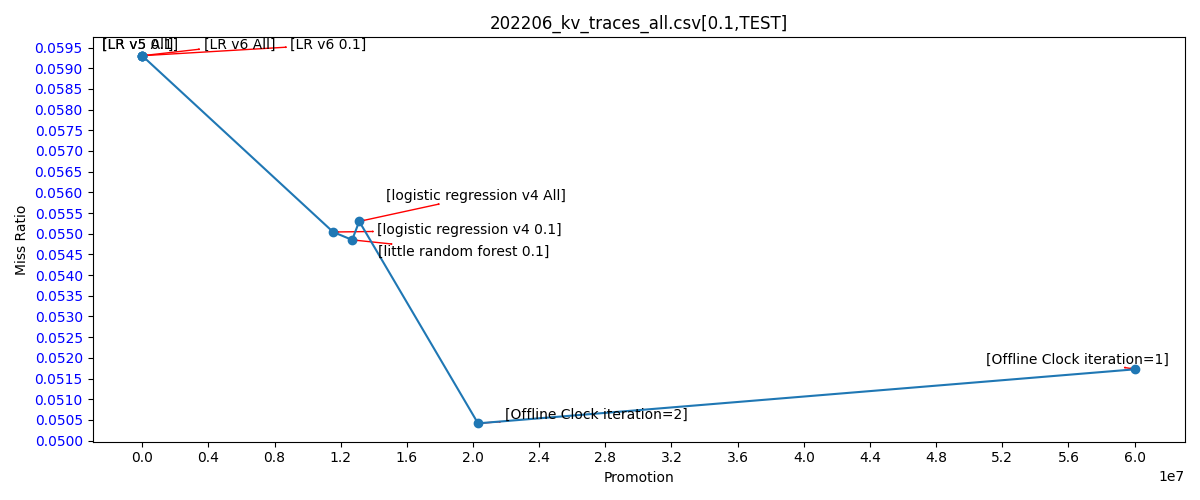 202206_kv_traces_all.csv[0.1,TEST]
[LR v5 All]
[LR v6 All]
[LR v6 0.1]
0.0595
0.0590
0.0585
0.0580
0.0575
0.0570
0.0565
0.0560
0.0555
0.0550
0.0545
0.0540
0.0535
0.0530
0.0525
0.0520
0.0515
0.0510
0.0505
0.0500
Miss Ratio
[logistic regression v4 All]
[logistic regression v4 0.1]
[little random forest 0.1]
[Offline Clock iteration=1]
[Offline Clock iteration=2]
0.0 0.4 0.8 1.2 1.6 2.0 2.4 2.8 3.2 3.6 4.0 4.4 4.8 5.2 5.6 6.0
1e7
Promotion